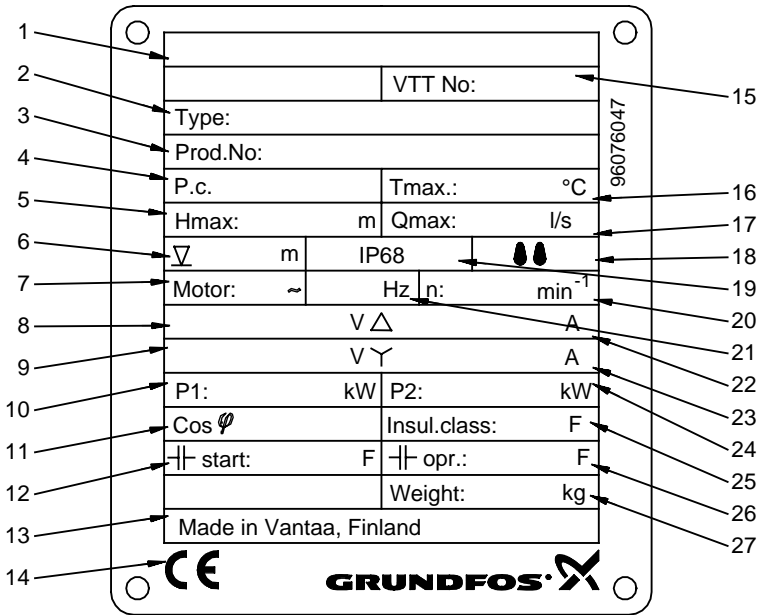 1
VTT No: 15
2
Type:
3
Prod.No:
96076047
4
P.c. Tmax.: °C 16
5
Hmax: m Qmax: l/s 17
6
m IP68 18
19
7
Motor: ~ Hz n: min-1 20
21
8
V △ A 22
9
V Y A 23
10
P1: kW P2: kW 24
11
Cos φ Insul.class: F 25
12
start: F opr.: F 26
Weight: kg 27
13
Made in Vantaa, Finland
14
CE GRUNDFOS